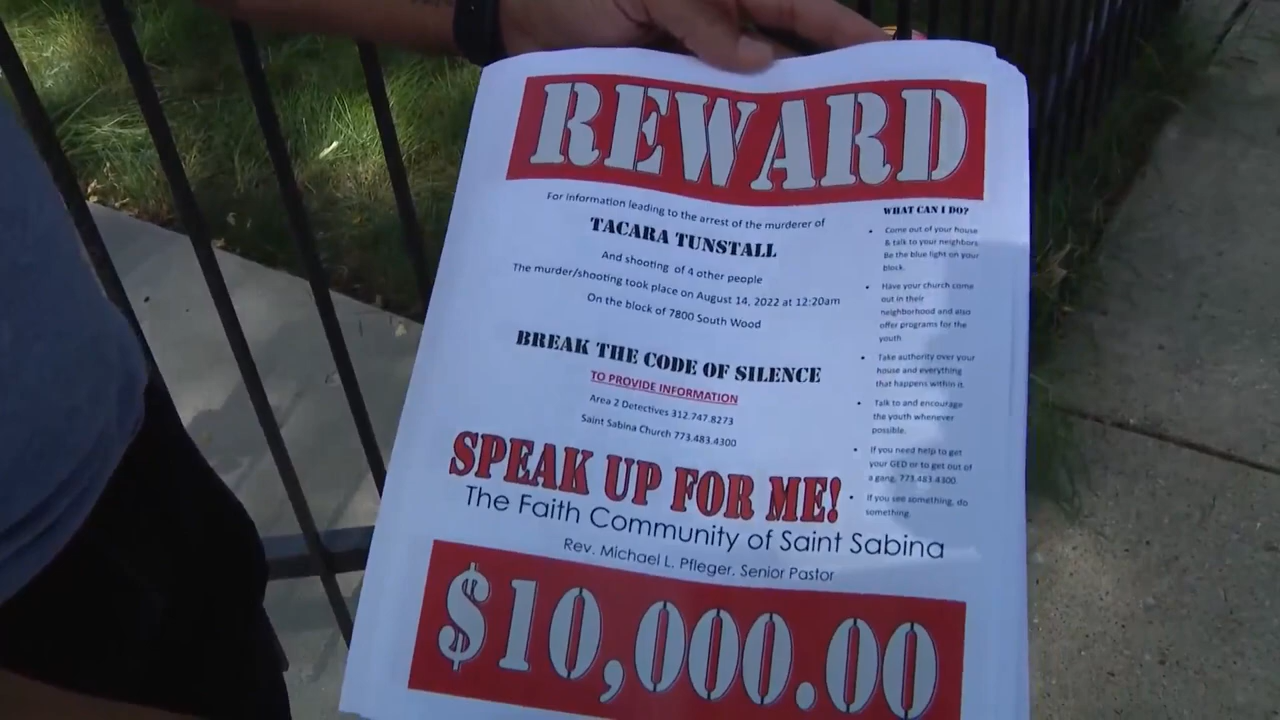 REWARD
For information leading to the arrest of the murderer of
TACARA TUNSTALL
And shooting of 4 other people
The murder/shooting took place on August 14, 2022 at 12:20am
On the block of 7800 South Wood
BREAK THE CODE OF SILENCE
TO PROVIDE INFORMATION
Area 2 Detectives 312.747.8273
Saint Sabina Church 773.483.4300
SPEAK UP FOR ME!
The Faith Community of Saint Sabina
Rev. Michael L. Pfleger, Senior Pastor
$10,000.00
WHAT CAN I DO?
• Come out of your house
& talk to your neighbors
Be the blue light on your
block.
• Have your church come
out in their
neighborhood and also
offer programs for the
youth
• Take authority over your
house and everything
that happens within it.
• Talk to and encourage
the youth whenever
possible.
• If you need help to get
your GED or to get out of
a gang, 773.483.4300
• If you see something, do
something.